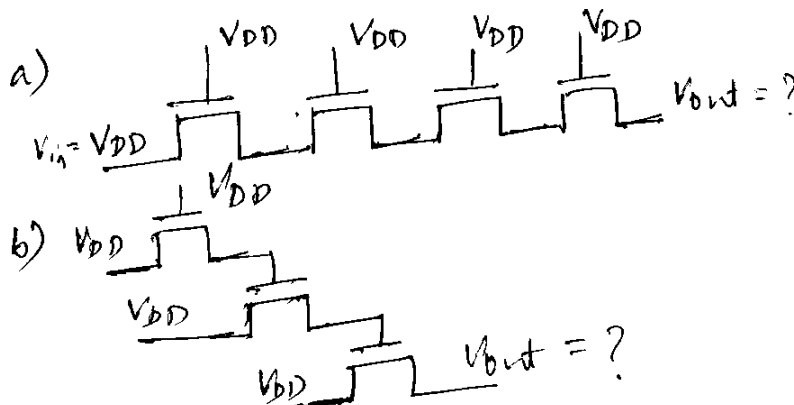 a) VDD VDD VDD VDD
Vin = VDD Vout = ?
VDD
b) VDD
VDD
VDD Vout = ?